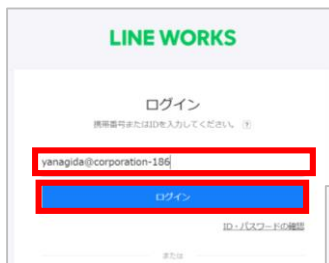 LINE WORKS
ログイン
携帯番号またはIDを入力してください。 ?
yanagida@corporation-186
ログイン
ID・パスワードの確認
または